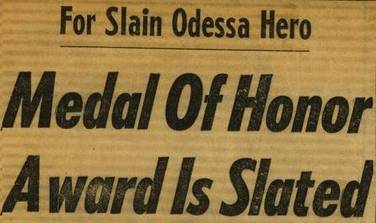 For Slain Odessa Hero
Medal Of Honor
Award Is Slated